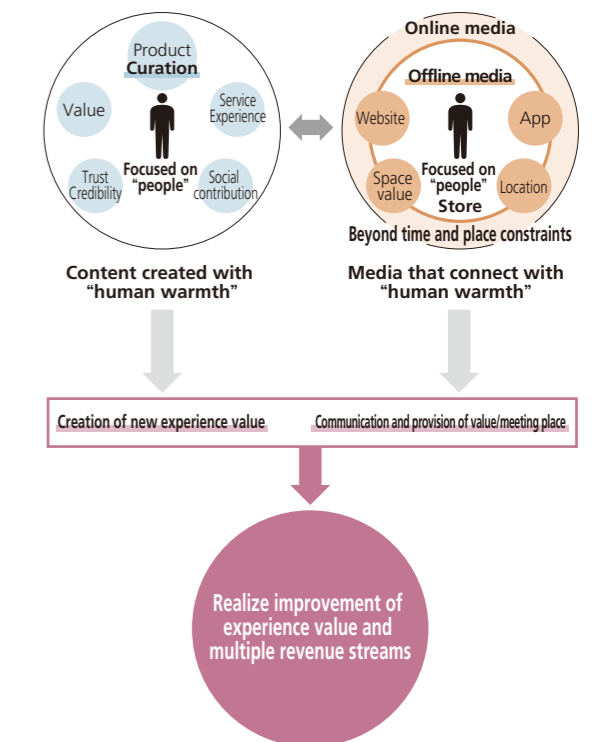 Product
Curation
Value
Service
Experience
Trust
Credibility
Focused on
“people”
Social
contribution
Content created with
“human warmth”
Online media
Offline media
Website
App
Space
value
Focused on
“people”
Location
Store
Beyond time and place constraints
Media that connect with
“human warmth”
Creation of new experience value
Communication and provision of value/meeting place
Realize improvement of
experience value and
multiple revenue streams